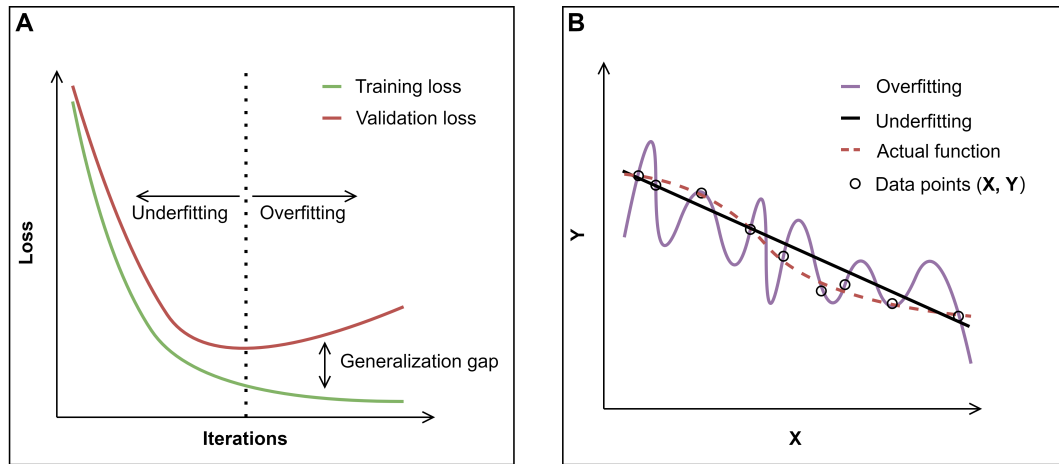 A
Training loss
Validation loss
Underfitting
Overfitting
Loss
Generalization gap
Iterations
B
Overfitting
Underfitting
Actual function
Data points (X, Y)
Y
X